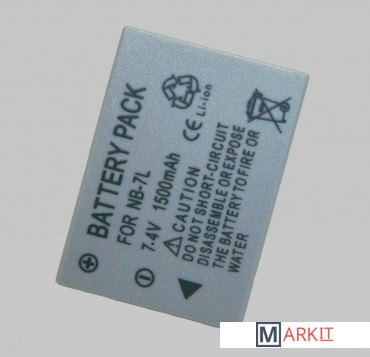 BATTERY PACK
FOR NB-7L
7.4V 1500mAh
CE Li-ion
DO NOT SHORT-CIRCUIT
DISASSEMBLE OR EXPOSE
THE BATTERY TO FIRE OR
WATER
+
-
MARKIT